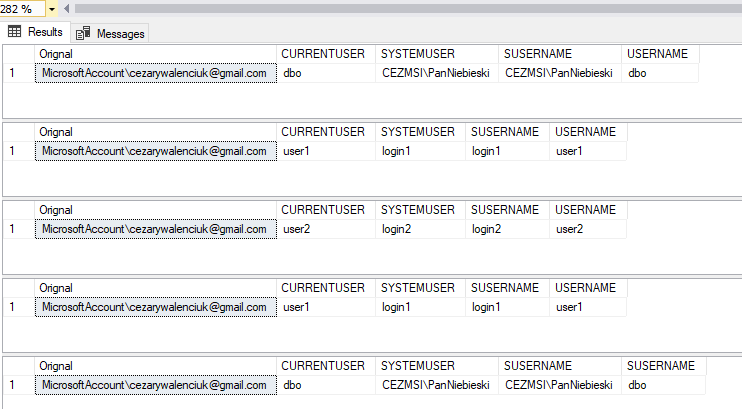 282 %
Results Messages
Orignal CURRENTUSER SYSTEMUSER SUSERNAME USERNAME
1 MicrosoftAccount\cezarywalenciuk@gmail.com dbo CEZMSI\PanNiebieski CEZMSI\PanNiebieski dbo
Orignal CURRENTUSER SYSTEMUSER SUSERNAME USERNAME
1 MicrosoftAccount\cezarywalenciuk@gmail.com user1 login1 login1 user1
Orignal CURRENTUSER SYSTEMUSER SUSERNAME USERNAME
1 MicrosoftAccount\cezarywalenciuk@gmail.com user2 login2 login2 user2
Orignal CURRENTUSER SYSTEMUSER SUSERNAME USERNAME
1 MicrosoftAccount\cezarywalenciuk@gmail.com user1 login1 login1 user1
Orignal CURRENTUSER SYSTEMUSER SUSERNAME SUSERNAME
1 MicrosoftAccount\cezarywalenciuk@gmail.com dbo CEZMSI\PanNiebieski CEZMSI\PanNiebieski dbo